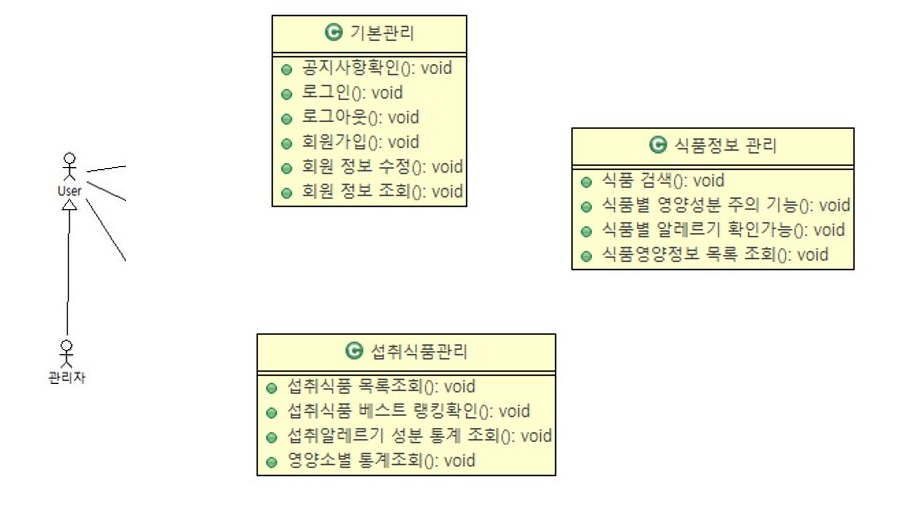 기본관리
공지사항확인(): void
로그인(): void
로그아웃(): void
회원가입(): void
회원 정보 수정(): void
회원 정보 조회(): void
식품정보 관리
식품 검색(): void
식품별 영양성분 주의 기능(): void
식품별 알레르기 확인가능(): void
식품영양정보 목록 조회(): void
User
관리자
섭취식품관리
섭취식품 목록조회(): void
섭취식품 베스트 랭킹확인(): void
섭취알레르기 성분 통계 조회(): void
영양소별 통계조회(): void